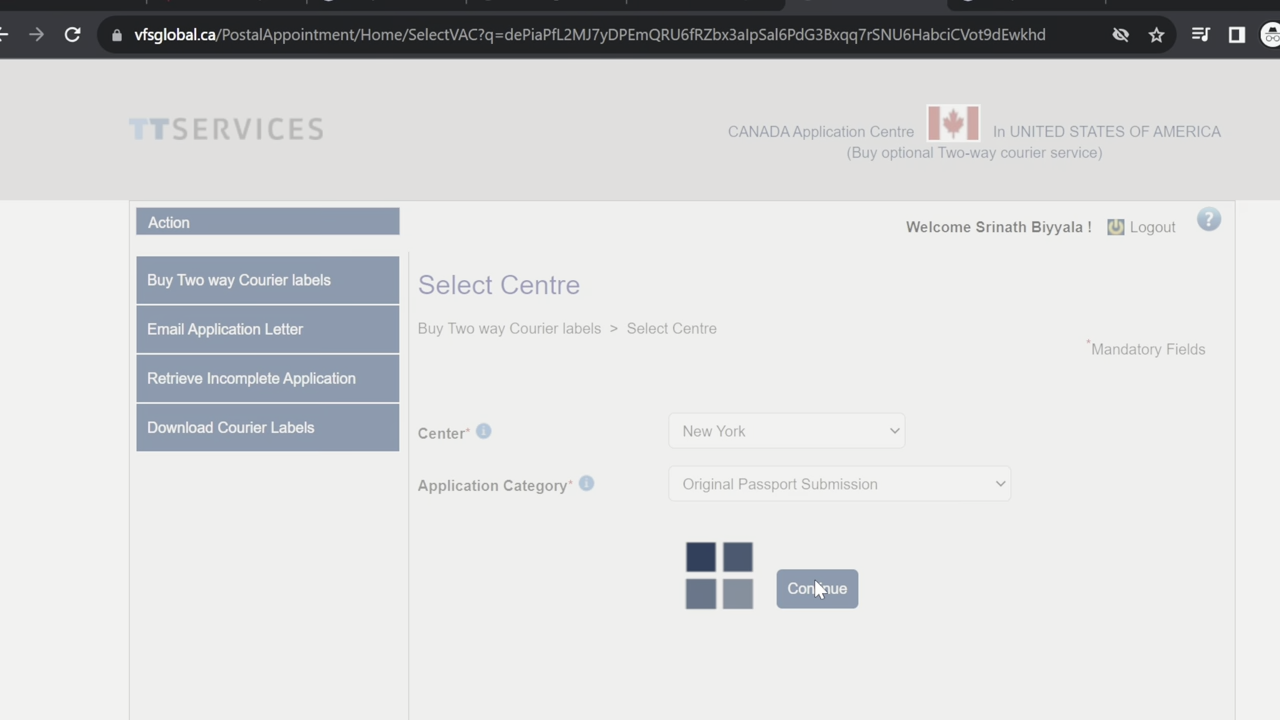 vfsglobal.ca/PostalAppointment/Home/SelectVAC?q=dePiaPfL2MJ7yDPEmQRU6fRZbx3aIpSal6PdG3Bxqq7rSNU6HabciCVot9dEwkhd
TTSERVICES
CANADA Application Centre In UNITED STATES OF AMERICA
(Buy optional Two-way courier service)
Action
Welcome Srinath Biyyala ! Logout ?
Buy Two way Courier labels
Email Application Letter
Retrieve Incomplete Application
Download Courier Labels
Select Centre
Buy Two way Courier labels > Select Centre
*Mandatory Fields
Center* i New York
Application Category* i Original Passport Submission
Continue